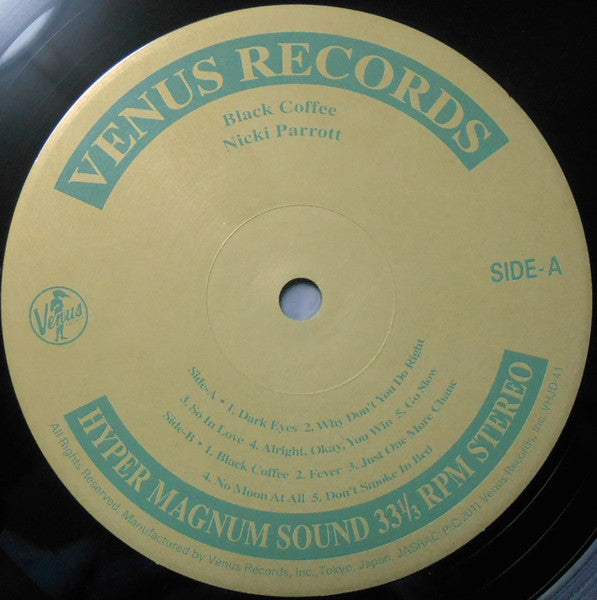 VENUS RECORDS
Black Coffee
Nicki Parrott
SIDE-A
Venus
Side-A • 1. Dark Eyes 2. Why Don't You Do Right
3. So In Love 4. Alright, Okay, You Win 5. Go Slow
Side-B • 1. Black Coffee 2. Fever 3. Just One More Chane
4. No Moon At All 5. Don't Smoke In Bed
HYPER MAGNUM SOUND 33⅓ RPM STEREO
All Rights Reserved. Manufactured by Venus Records, Inc., Tokyo, Japan. JASRAC P·C2011 Venus Records, Inc. VHJD-41